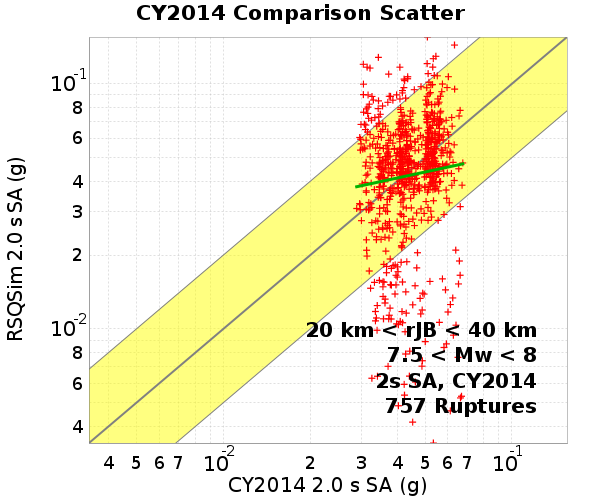 CY2014 Comparison Scatter
RSQSim 2.0 s SA (g)
10-1
8
6
4
3
2
10-2
8
6
4
20 km < rJB < 40 km
7.5 < Mw < 8
2s SA, CY2014
757 Ruptures
4 5 6 7 10-2 2 3 4 5 6 7 10-1
CY2014 2.0 s SA (g)